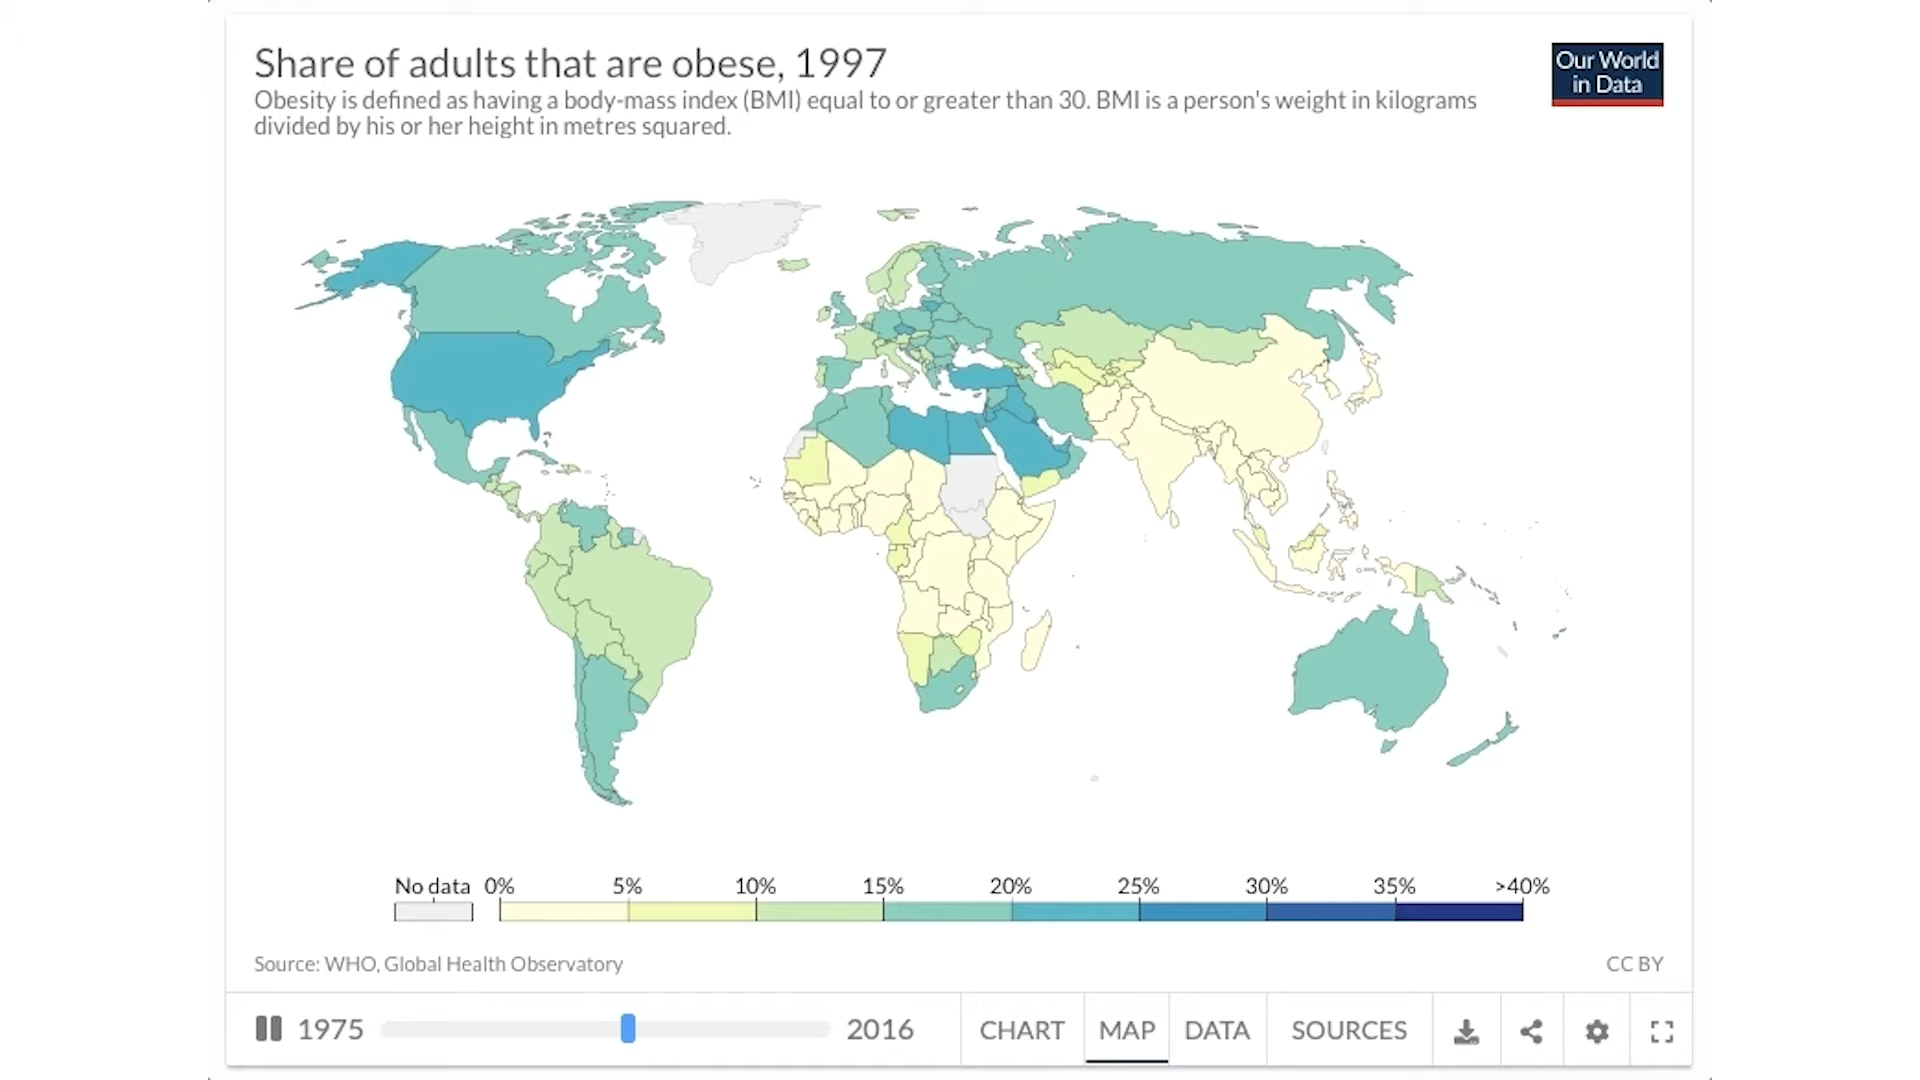 Share of adults that are obese, 1997
Our World
in Data
Obesity is defined as having a body-mass index (BMI) equal to or greater than 30. BMI is a person's weight in kilograms
divided by his or her height in metres squared.
No data 0% 5% 10% 15% 20% 25% 30% 35% >40%
Source: WHO, Global Health Observatory
CC BY
1975 2016 CHART MAP DATA SOURCES